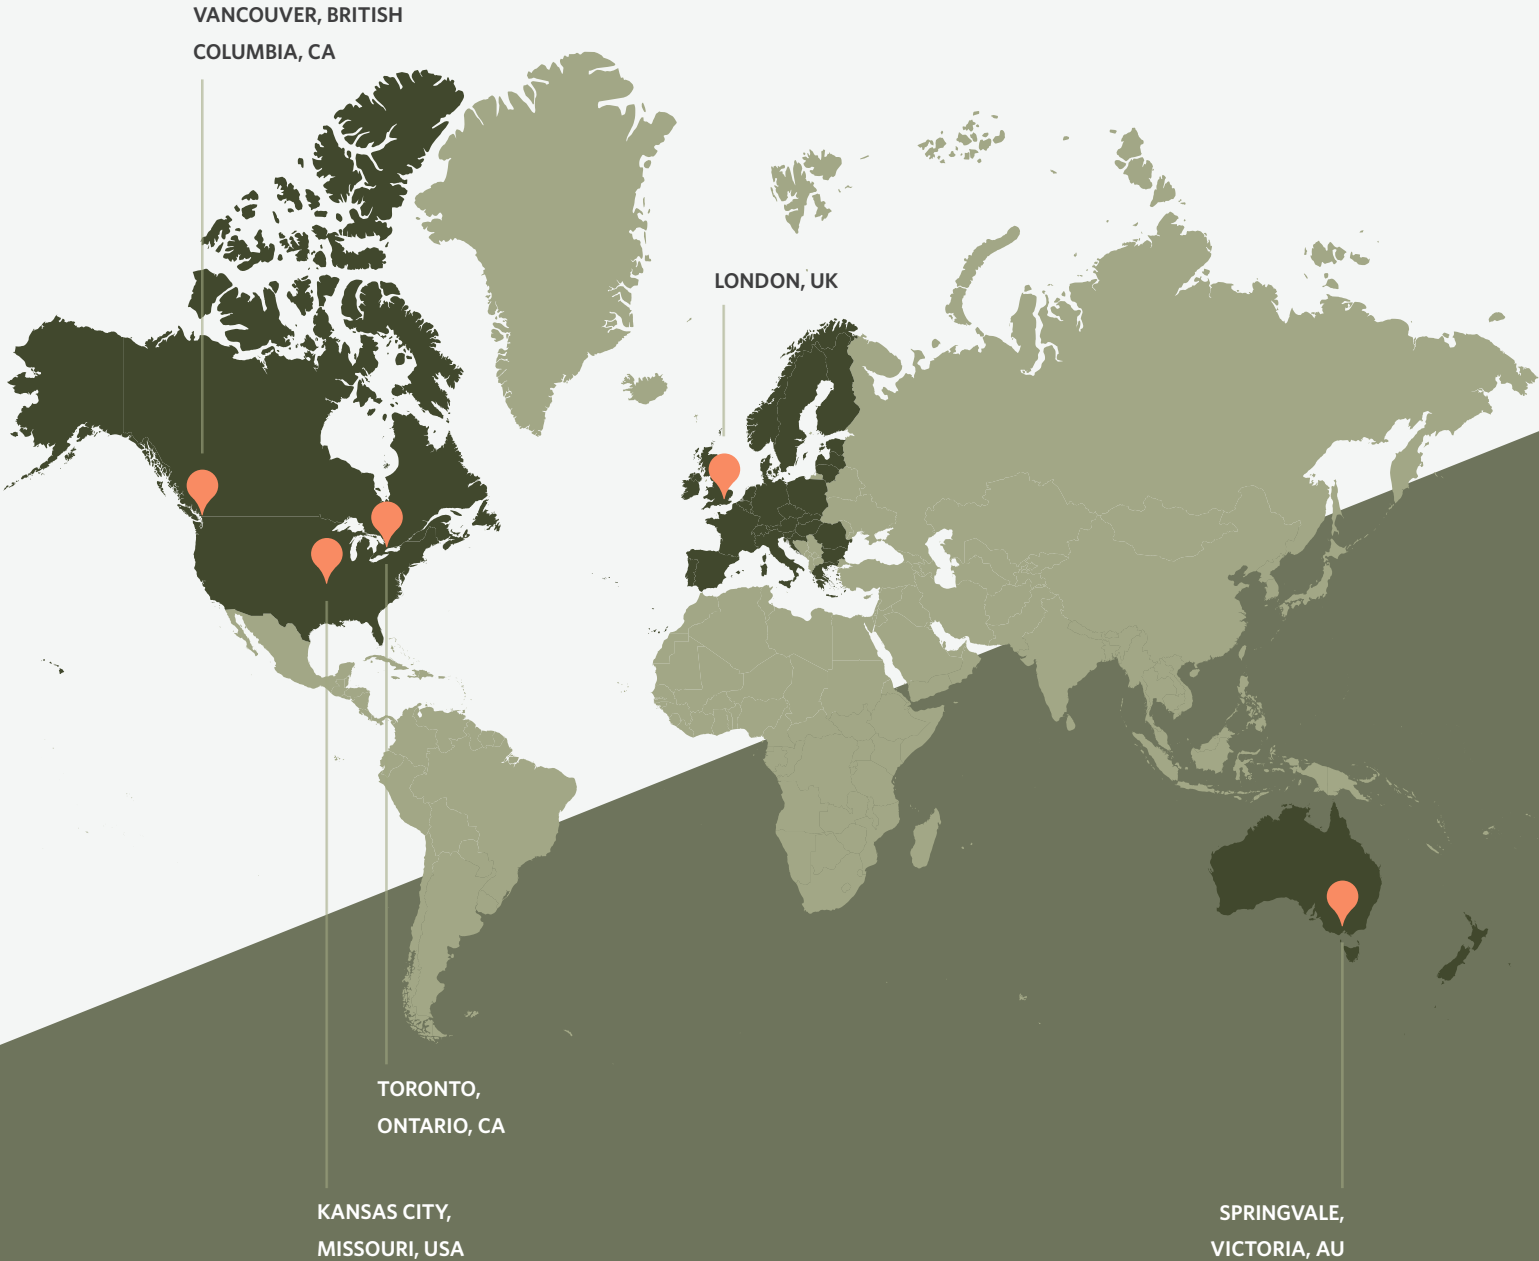 VANCOUVER, BRITISH
COLUMBIA, CA
LONDON, UK
TORONTO,
ONTARIO, CA
KANSAS CITY,
MISSOURI, USA
SPRINGVALE,
VICTORIA, AU